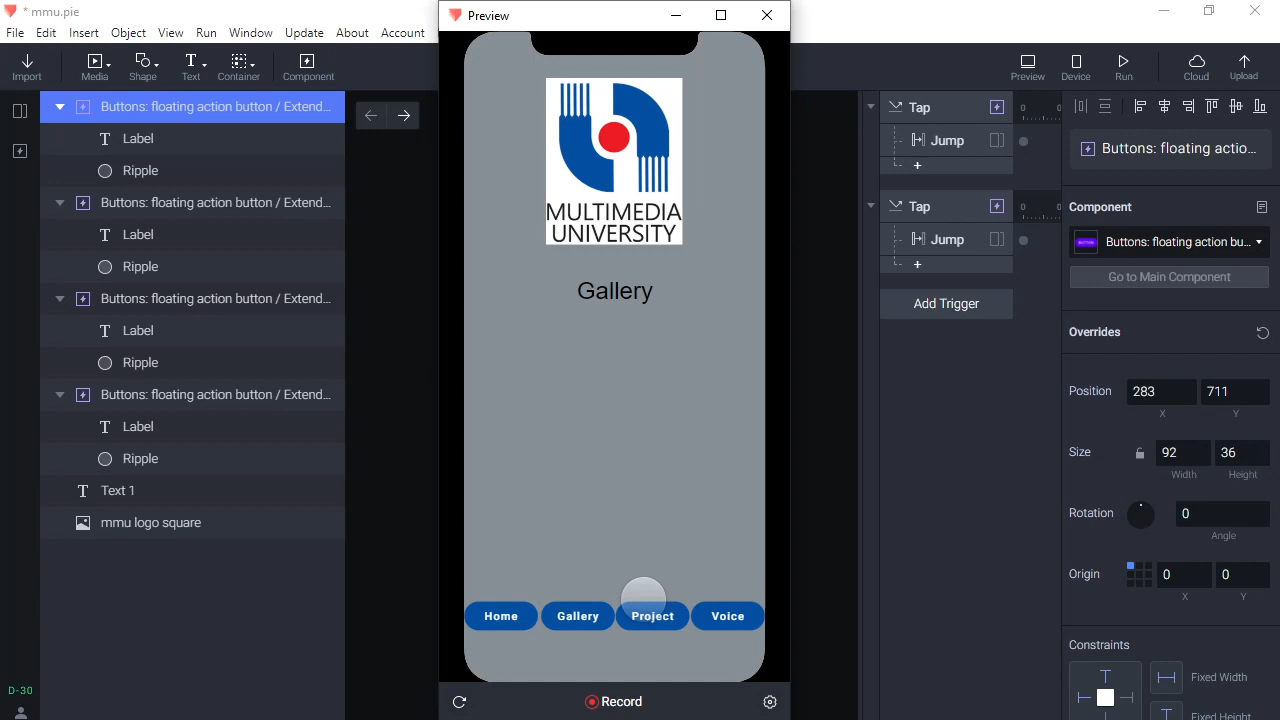 * mmu.pie
Preview
File Edit Insert Object View Run Window Update About Account
Import Media Shape Text Container Component
Preview Device Run Cloud Upload
Buttons: floating action button / Extend...
Label
Ripple
Buttons: floating action button / Extend...
Label
Ripple
Buttons: floating action button / Extend...
Label
Ripple
Buttons: floating action button / Extend...
Label
Ripple
Text 1
mmu logo square
D-30
MULTIMEDIA
UNIVERSITY
Gallery
Home Gallery Project Voice
Record
Tap 0
Jump
+
Tap 0
Jump
+
Add Trigger
Buttons: floating actio...
Component
Buttons: floating action bu...
Go to Main Component
Overrides
Position 283 711
X Y
Size 92 36
Width Height
Rotation 0
Angle
Origin 0 0
X Y
Constraints
Fixed Width
Fixed Height